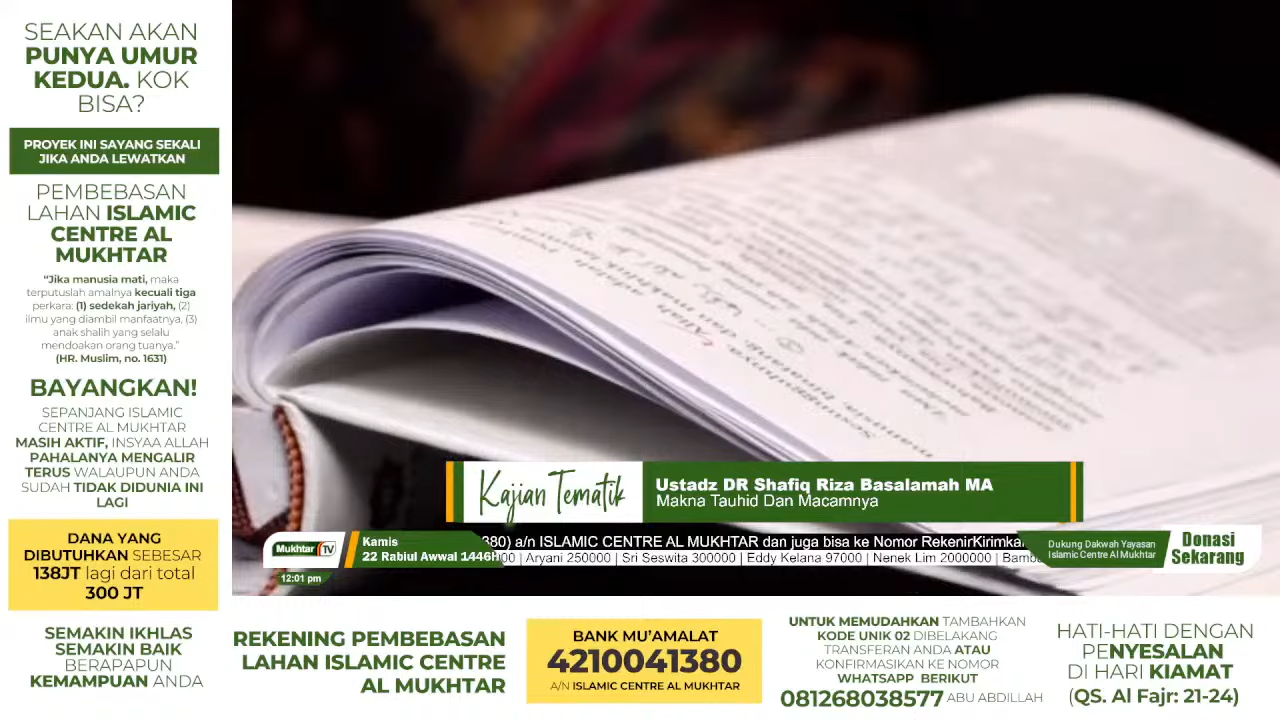 SEAKAN AKAN
PUNYA UMUR
KEDUA. KOK
BISA?
PROYEK INI SAYANG SEKALI
JIKA ANDA LEWATKAN
PEMBEBASAN
LAHAN ISLAMIC
CENTRE AL
MUKHTAR
“Jika manusia mati, maka
terputuslah amalnya kecuali tiga
perkara: (1) sedekah jariyah, (2)
ilmu yang diambil manfaatnya, (3)
anak shalih yang selalu
mendoakan orang tuanya.”
(HR. Muslim, no. 1631)
BAYANGKAN!
SEPANJANG ISLAMIC
CENTRE AL MUKHTAR
MASIH AKTIF, INSYAA ALLAH
PAHALANYA MENGALIR
TERUS WALAUPUN ANDA
SUDAH TIDAK DIDUNIA INI
LAGI
DANA YANG
DIBUTUHKAN SEBESAR
138JT lagi dari total
300 JT
SEMAKIN IKHLAS
SEMAKIN BAIK
BERAPAPUN
KEMAMPUAN ANDA
Kajian Tematik
Ustadz DR Shafiq Riza Basalamah MA
Makna Tauhid Dan Macamnya
Mukhtar TV
Kamis
22 Rabiul Awwal 1446H
12:01 pm
380) a/n ISLAMIC CENTRE AL MUKHTAR dan juga bisa ke Nomor RekenirKirimka
000 | Aryani 250000 | Sri Seswita 300000 | Eddy Kelana 97000 | Nenek Lim 2000000 | Bamb
Dukung Dakwah Yayasan
Islamic Centre Al Mukhtar
Donasi
Sekarang
REKENING PEMBEBASAN
LAHAN ISLAMIC CENTRE
AL MUKHTAR
BANK MU’AMALAT
4210041380
A/N ISLAMIC CENTRE AL MUKHTAR
UNTUK MEMUDAHKAN TAMBAHKAN
KODE UNIK 02 DIBELAKANG
TRANSFERAN ANDA ATAU
KONFIRMASIKAN KE NOMOR
WHATSAPP BERIKUT
081268038577 ABU ABDILLAH
HATI-HATI DENGAN
PENYESALAN
DI HARI KIAMAT
(QS. Al Fajr: 21-24)